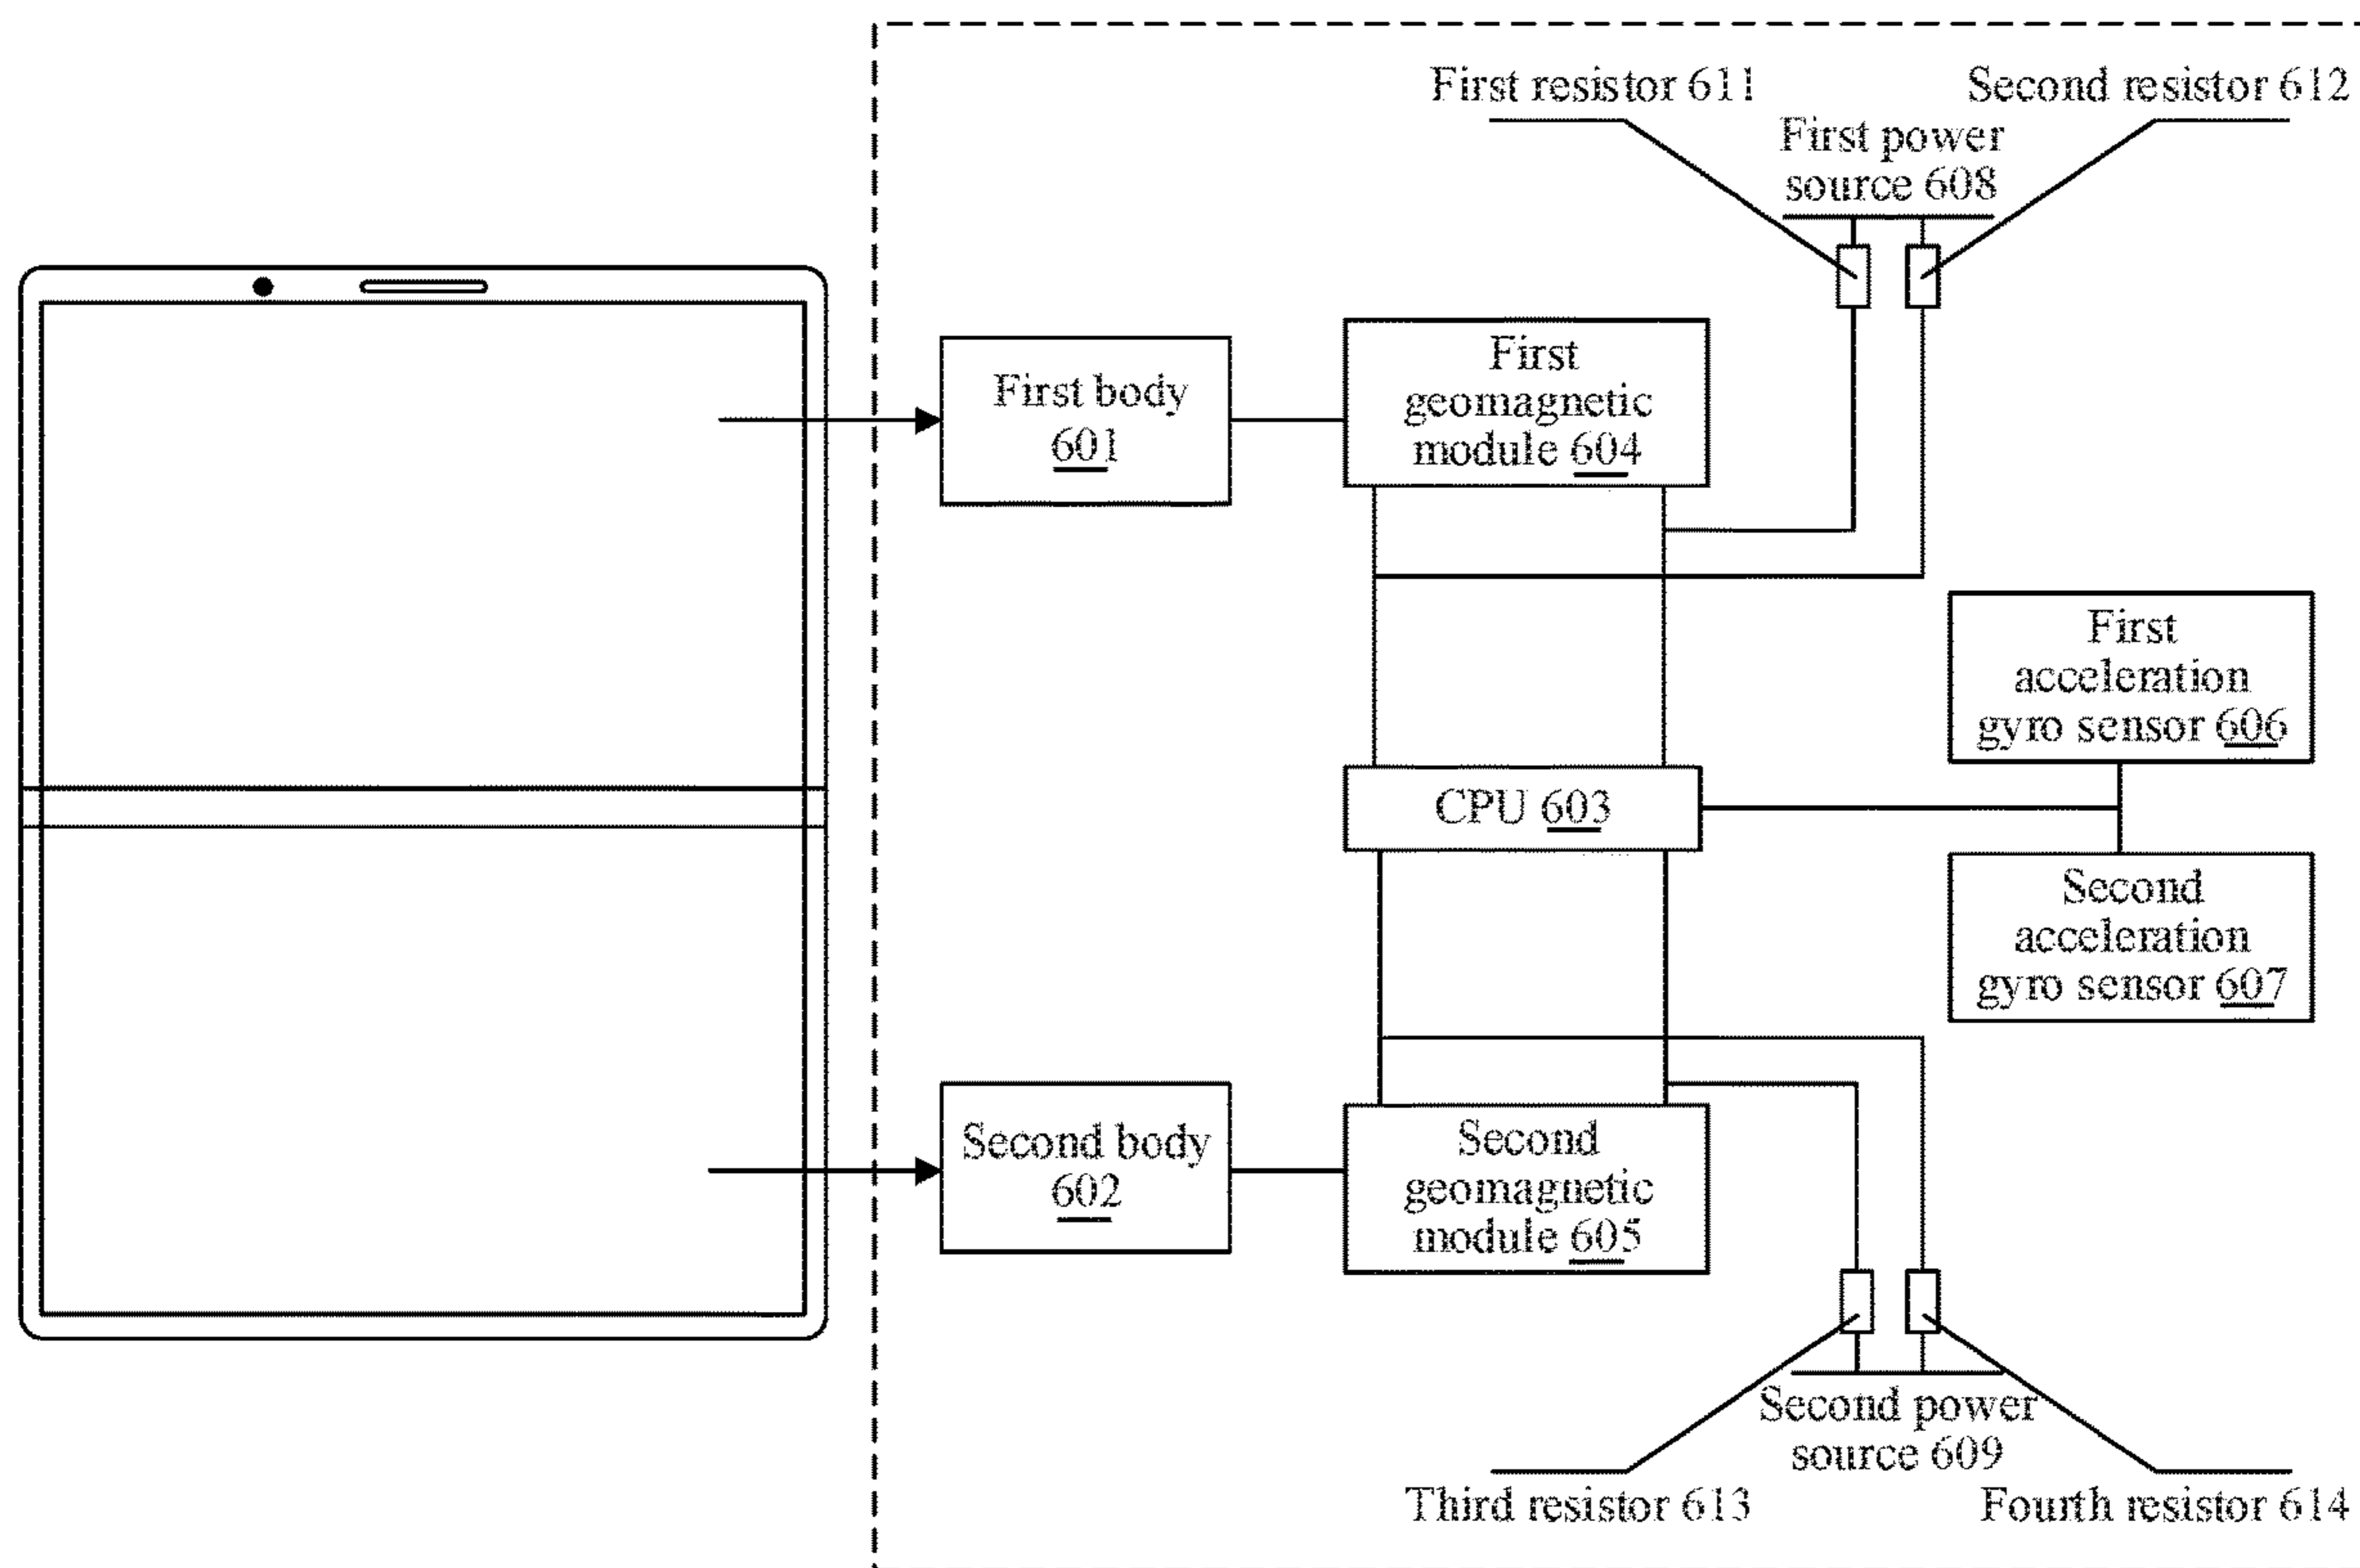 First resistor 611
Second resistor 612
First power
source 608
First body
601
First
geomagnetic
module 604
First
acceleration
gyro sensor 606
CPU 603
Second
acceleration
gyro sensor 607
Second body
602
Second
geomagnetic
module 605
Second power
source 609
Third resistor 613
Fourth resistor 614